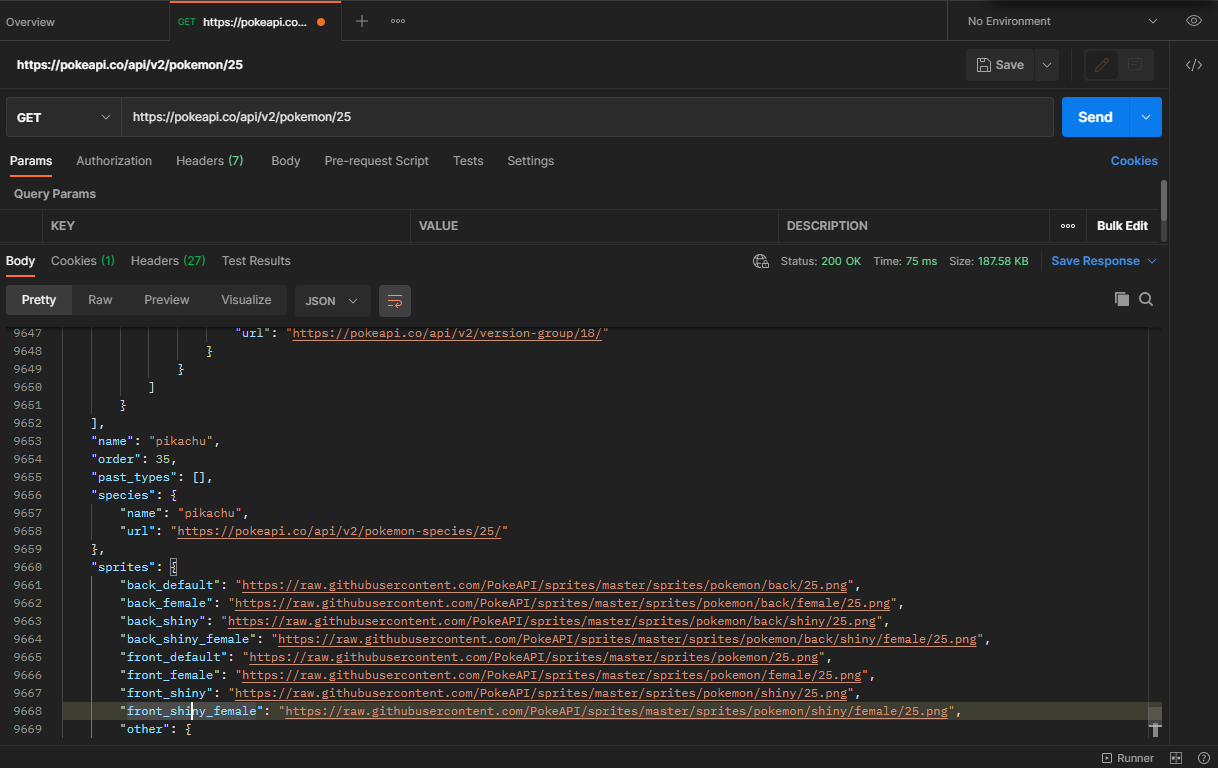 Overview
GET https://pokeapi.co...
No Environment
https://pokeapi.co/api/v2/pokemon/25
Save
GET
https://pokeapi.co/api/v2/pokemon/25
Send
Params Authorization Headers (7) Body Pre-request Script Tests Settings Cookies
Query Params
KEY VALUE DESCRIPTION Bulk Edit
Body Cookies (1) Headers (27) Test Results Status: 200 OK Time: 75 ms Size: 187.58 KB Save Response
Pretty Raw Preview Visualize JSON
9647 "url": "https://pokeapi.co/api/v2/version-group/18/"
9648 }
9649 }
9650 ]
9651 }
9652 ],
9653 "name": "pikachu",
9654 "order": 35,
9655 "past_types": [],
9656 "species": {
9657 "name": "pikachu",
9658 "url": "https://pokeapi.co/api/v2/pokemon-species/25/"
9659 },
9660 "sprites": {
9661 "back_default": "https://raw.githubusercontent.com/PokeAPI/sprites/master/sprites/pokemon/back/25.png",
9662 "back_female": "https://raw.githubusercontent.com/PokeAPI/sprites/master/sprites/pokemon/back/female/25.png",
9663 "back_shiny": "https://raw.githubusercontent.com/PokeAPI/sprites/master/sprites/pokemon/back/shiny/25.png",
9664 "back_shiny_female": "https://raw.githubusercontent.com/PokeAPI/sprites/master/sprites/pokemon/back/shiny/female/25.png",
9665 "front_default": "https://raw.githubusercontent.com/PokeAPI/sprites/master/sprites/pokemon/25.png",
9666 "front_female": "https://raw.githubusercontent.com/PokeAPI/sprites/master/sprites/pokemon/female/25.png",
9667 "front_shiny": "https://raw.githubusercontent.com/PokeAPI/sprites/master/sprites/pokemon/shiny/25.png",
9668 "front_shiny_female": "https://raw.githubusercontent.com/PokeAPI/sprites/master/sprites/pokemon/shiny/female/25.png",
9669 "other": {
Runner